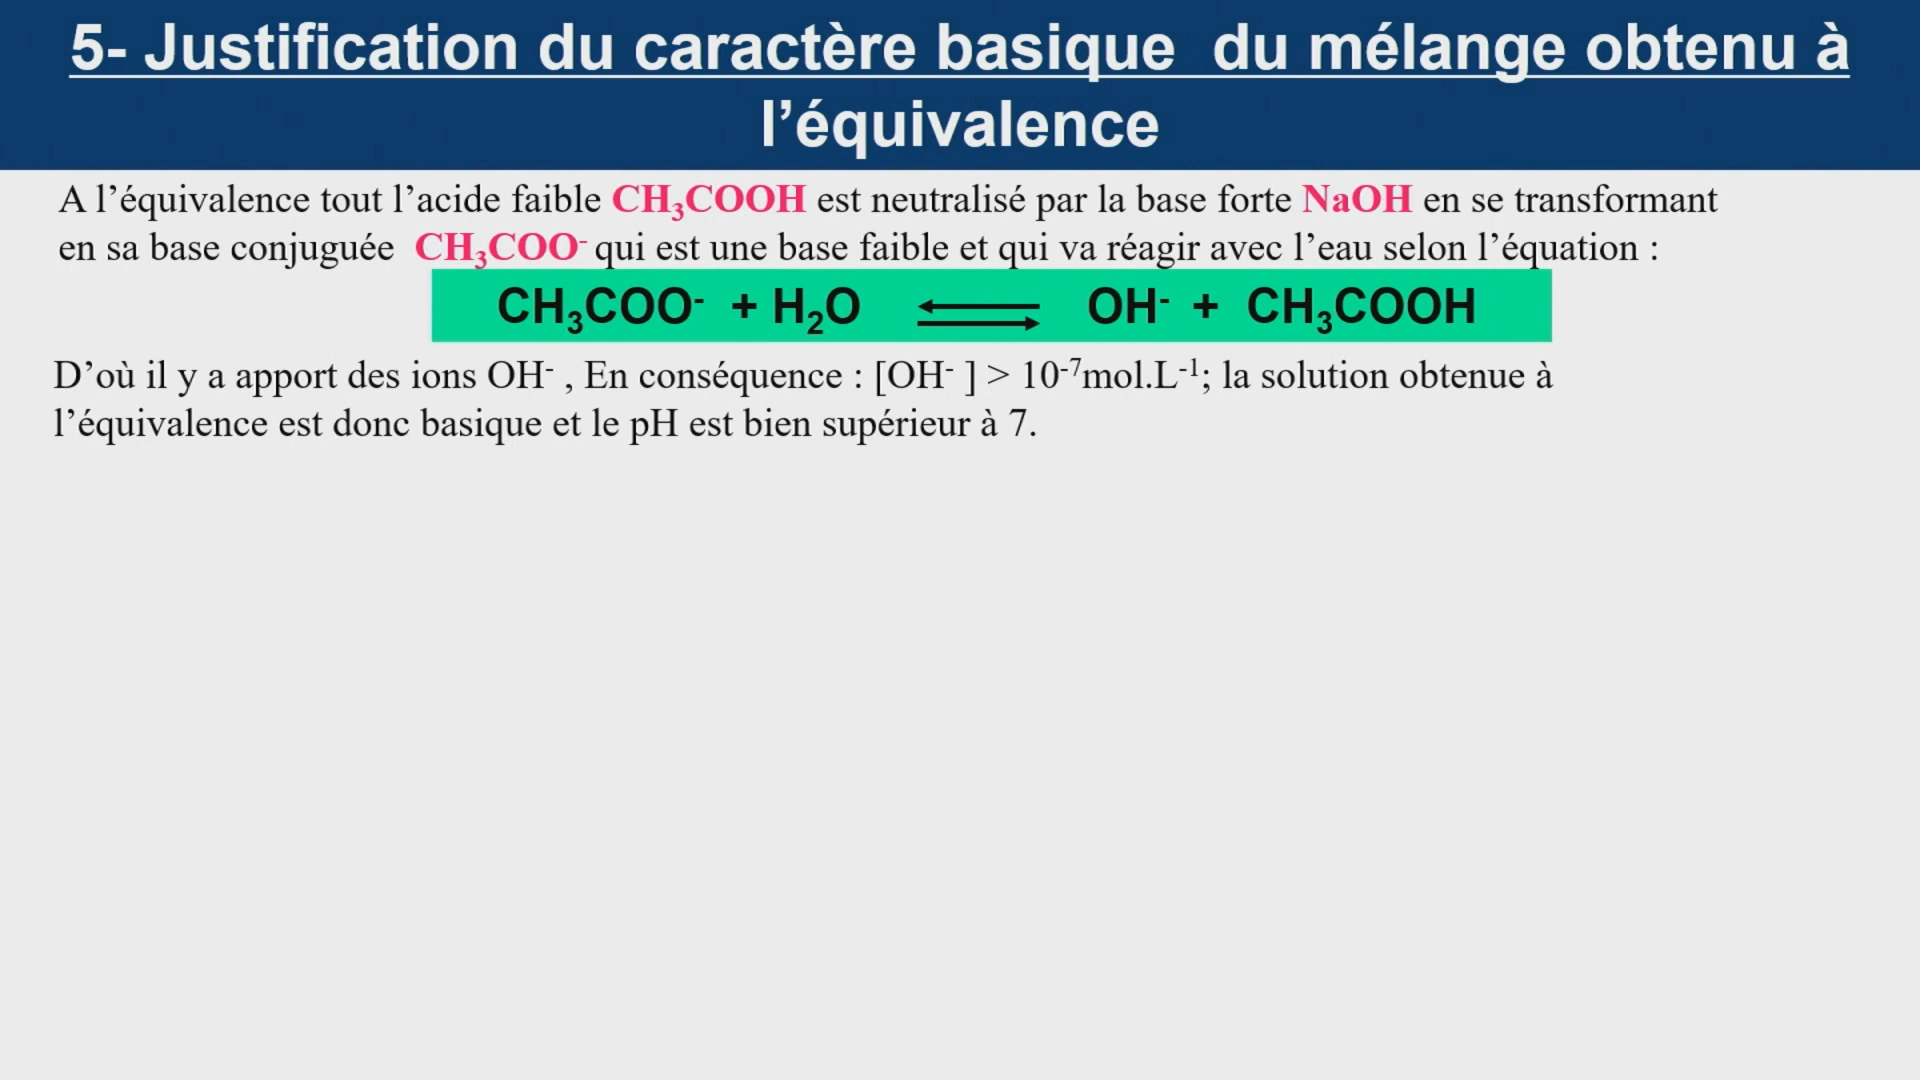 5- Justification du caractère basique du mélange obtenu à
l’équivalence
A l’équivalence tout l’acide faible CH₃COOH est neutralisé par la base forte NaOH en se transformant
en sa base conjuguée CH₃COO⁻ qui est une base faible et qui va réagir avec l’eau selon l’équation :
CH₃COO⁻ + H₂O ⇌ OH⁻ + CH₃COOH
D’où il y a apport des ions OH⁻ , En conséquence : [OH⁻ ] > 10⁻⁷mol.L⁻¹; la solution obtenue à
l’équivalence est donc basique et le pH est bien supérieur à 7.